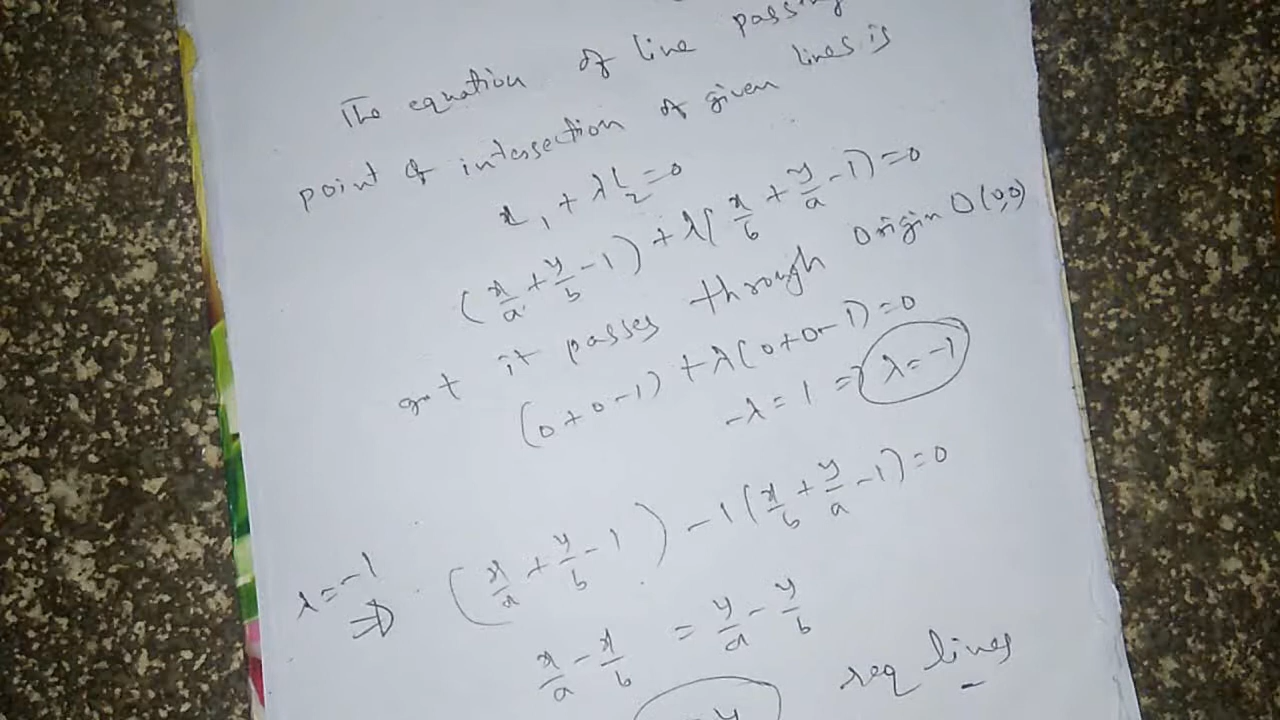 The equation of line passing
point of intersection of given lines is
x₁ + λL₂ = 0
(x/a + y/b - 1) + λ(x/b + y/a - 1) = 0
it passes through origin O(0,0)
(0+0-1) + λ(0+0-1) = 0
-λ = 1 ⇒ λ = -1
λ = -1
⇒ (x/a + y/b - 1) - 1(x/b + y/a - 1) = 0
x/a - x/b = y/a - y/b
req lines